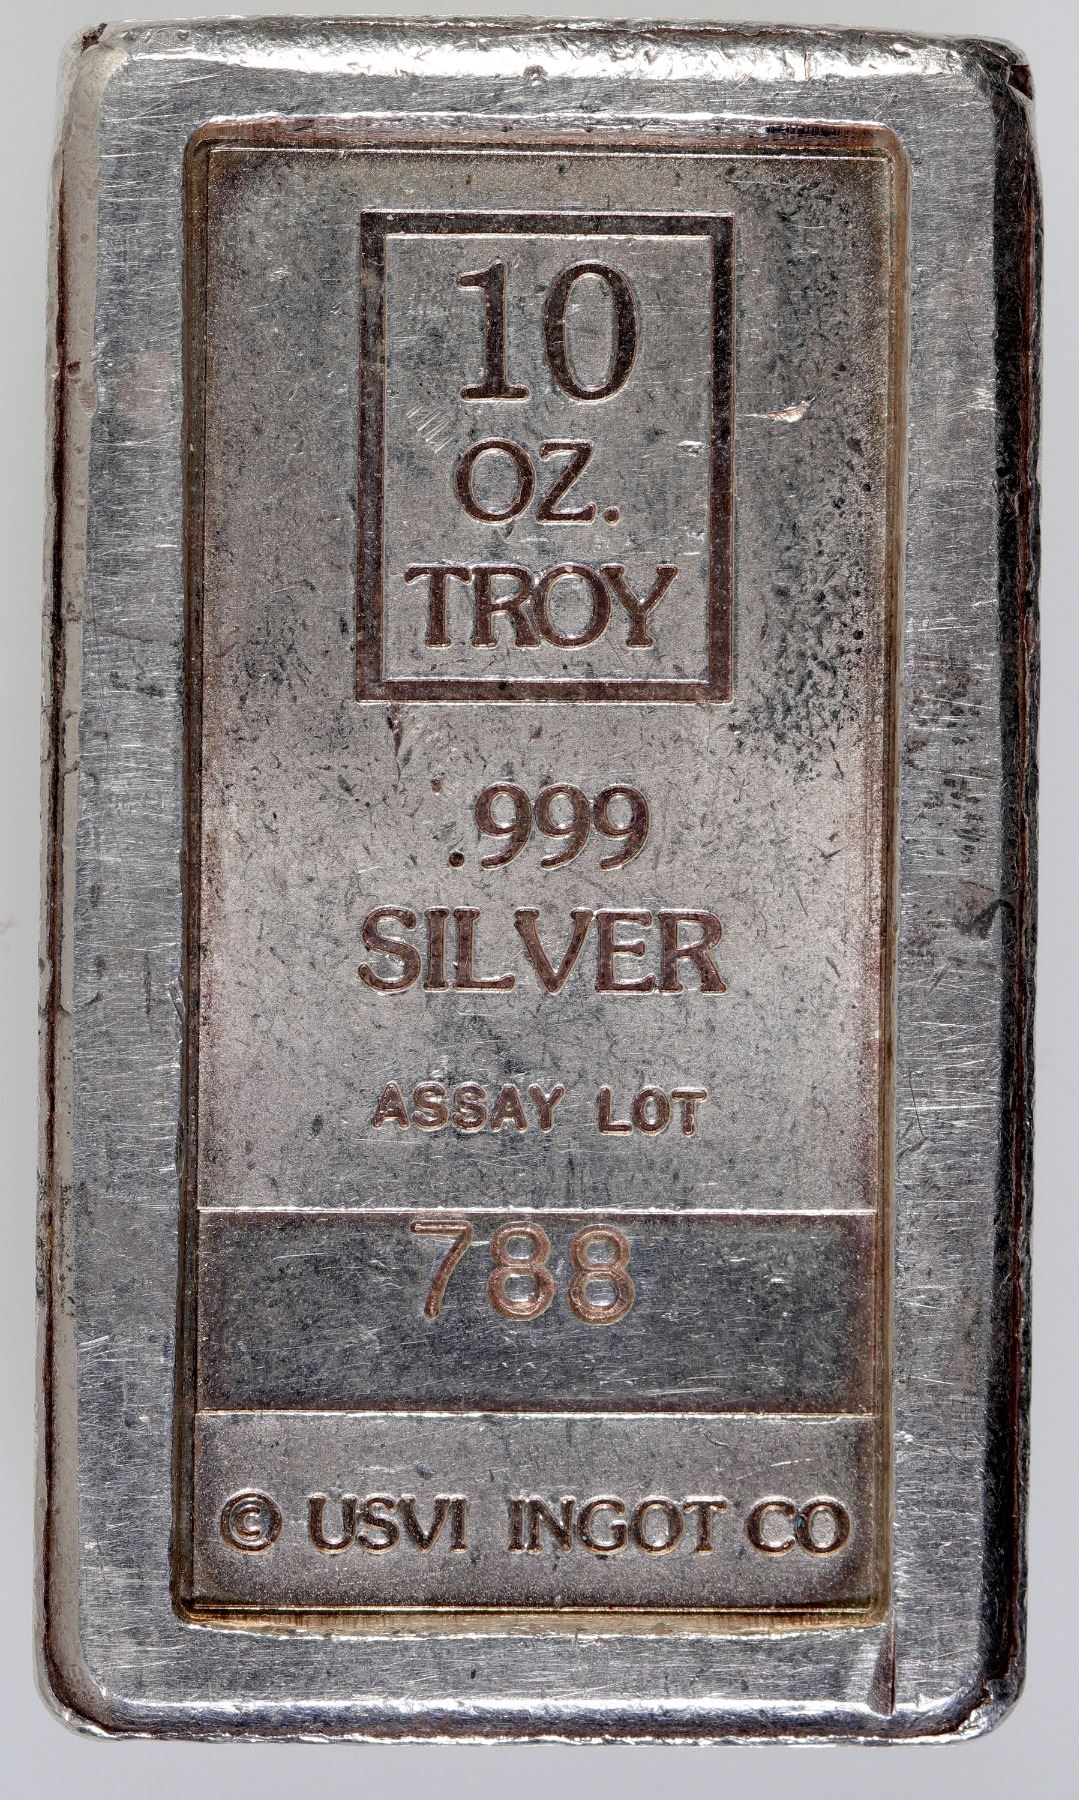 10
OZ.
TROY
.999
SILVER
ASSAY LOT
788
© USVI INGOT CO